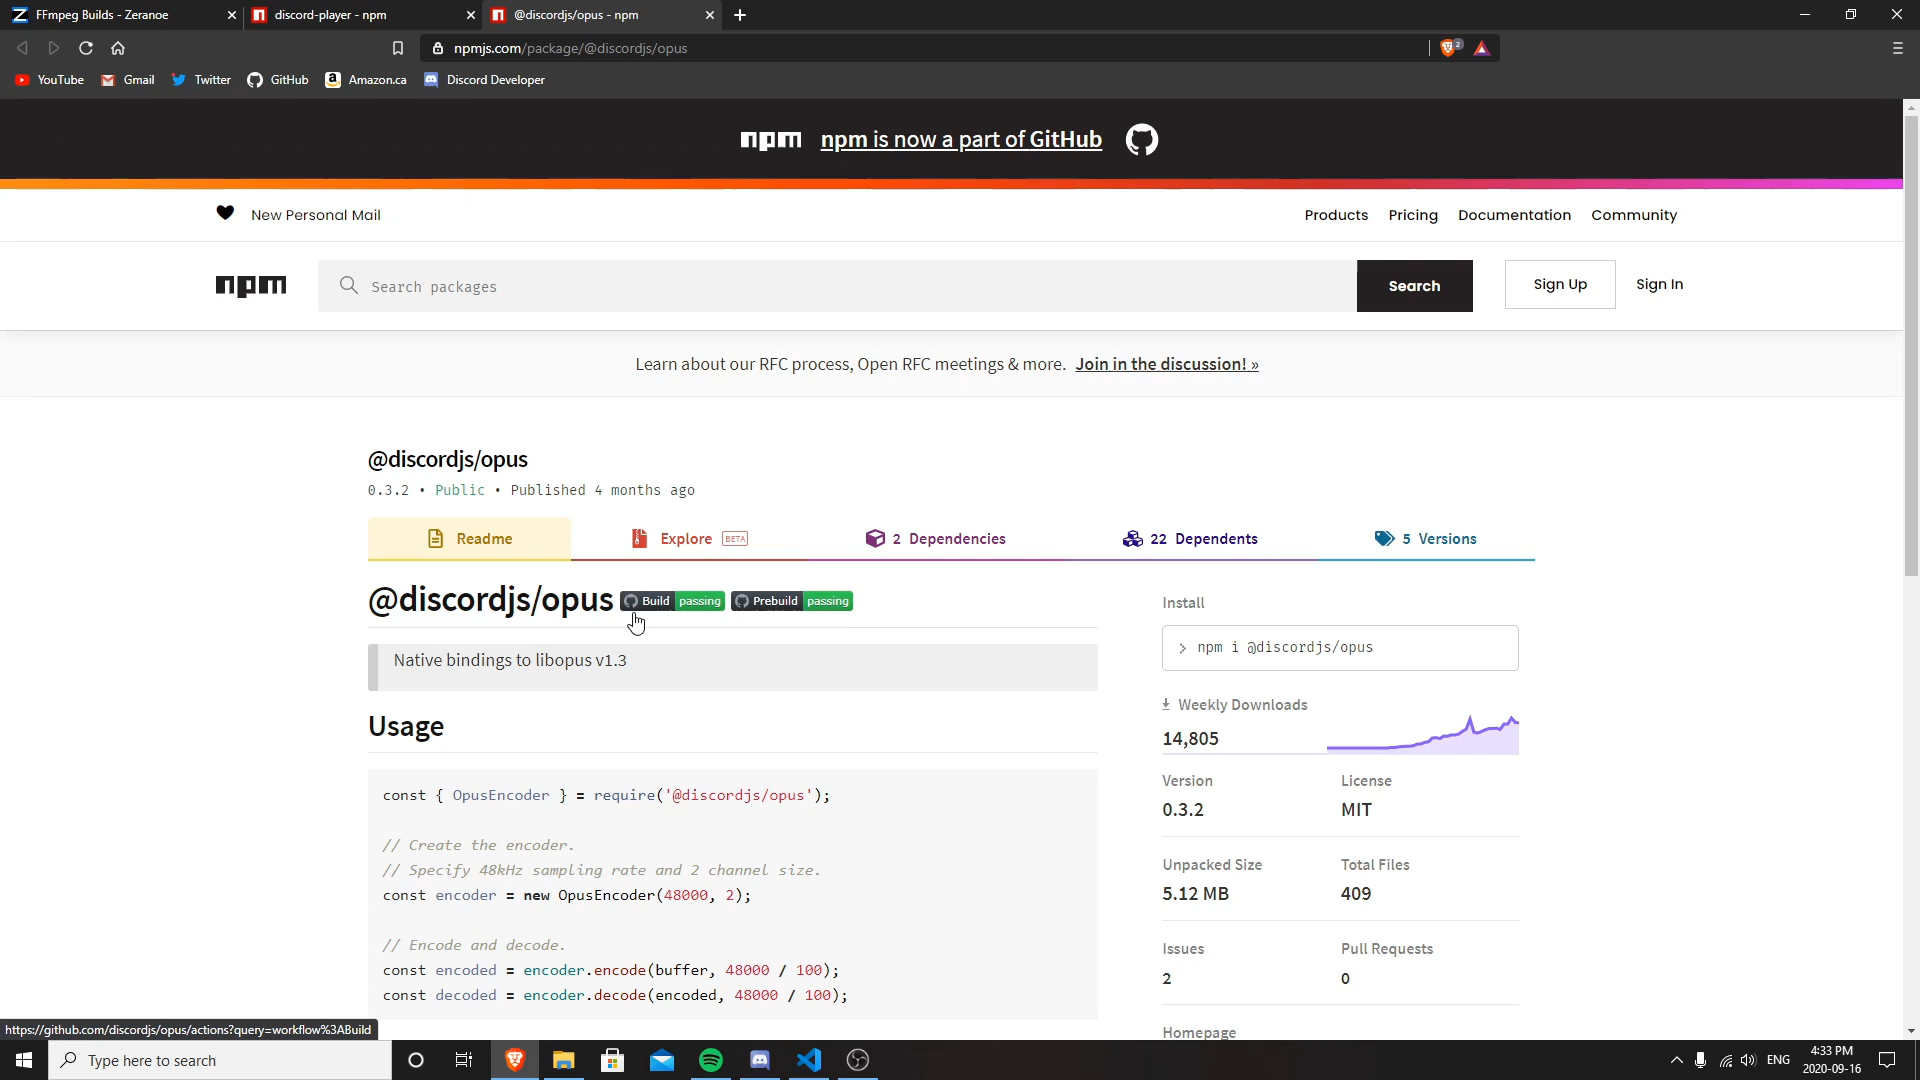 FFmpeg Builds - Zeranoe
discord-player - npm
@discordjs/opus - npm
npmjs.com/package/@discordjs/opus
2
YouTube
Gmail
Twitter
GitHub
Amazon.ca
Discord Developer
npm npm is now a part of GitHub
New Personal Mail
Products
Pricing
Documentation
Community
npm
Search packages
Search
Sign Up
Sign In
Learn about our RFC process, Open RFC meetings & more. Join in the discussion! »
@discordjs/opus
0.3.2 • Public • Published 4 months ago
Readme
Explore BETA
2 Dependencies
22 Dependents
5 Versions
@discordjs/opus Build passing Prebuild passing
Native bindings to libopus v1.3
Usage
const { OpusEncoder } = require('@discordjs/opus');
// Create the encoder.
// Specify 48kHz sampling rate and 2 channel size.
const encoder = new OpusEncoder(48000, 2);
// Encode and decode.
const encoded = encoder.encode(buffer, 48000 / 100);
const decoded = encoder.decode(encoded, 48000 / 100);
Install
> npm i @discordjs/opus
Weekly Downloads
14,805
Version
License
0.3.2
MIT
Unpacked Size
Total Files
5.12 MB
409
Issues
Pull Requests
2
0
Homepage
https://github.com/discordjs/opus/actions?query=workflow%3ABuild
Type here to search
ENG
4:33 PM
2020-09-16